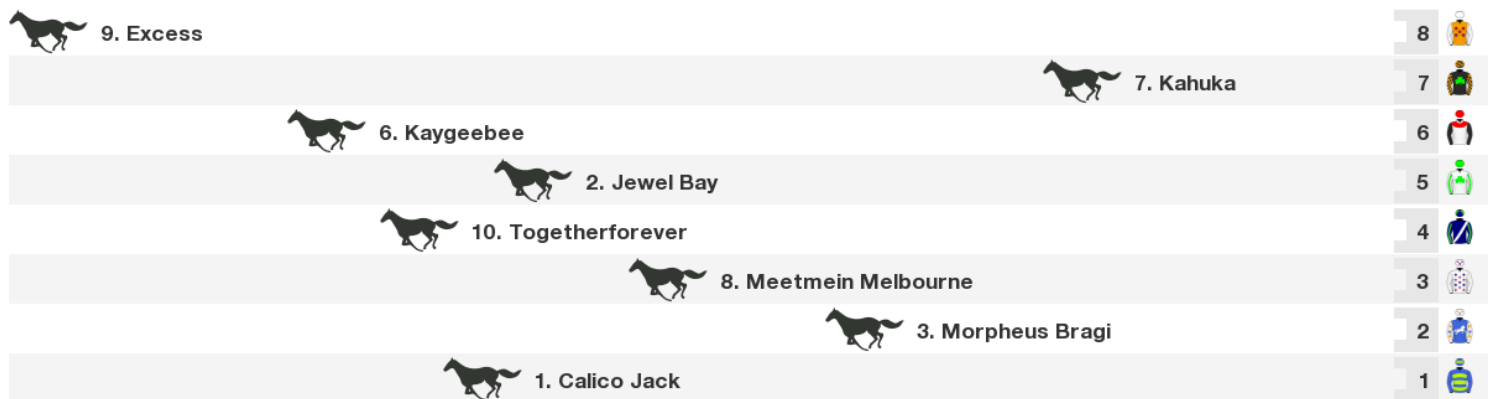 9. Excess 8
7. Kahuka 7
6. Kaygeebee 6
2. Jewel Bay 5
10. Togetherforever 4
8. Meetmein Melbourne 3
3. Morpheus Bragi 2
1. Calico Jack 1